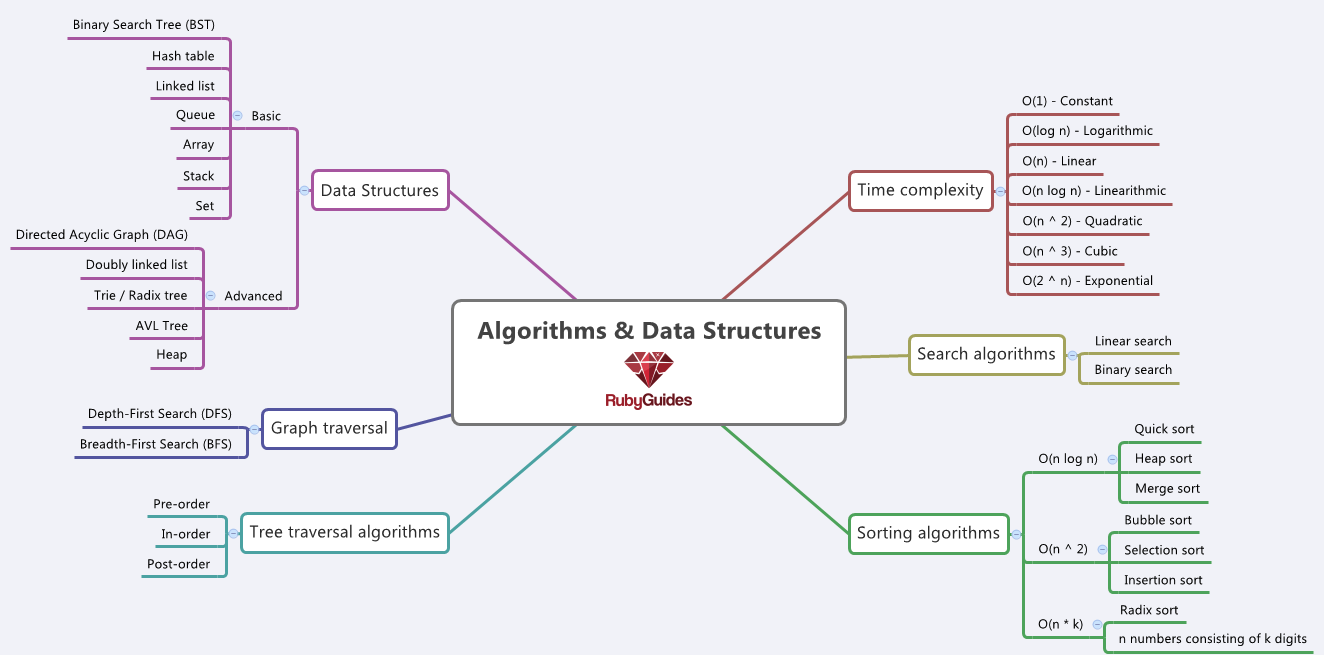 Algorithms & Data Structures
RubyGuides
Data Structures
Basic
Binary Search Tree (BST)
Hash table
Linked list
Queue
Array
Stack
Set
Advanced
Directed Acyclic Graph (DAG)
Doubly linked list
Trie / Radix tree
AVL Tree
Heap
Graph traversal
Depth-First Search (DFS)
Breadth-First Search (BFS)
Tree traversal algorithms
Pre-order
In-order
Post-order
Time complexity
O(1) - Constant
O(log n) - Logarithmic
O(n) - Linear
O(n log n) - Linearithmic
O(n ^ 2) - Quadratic
O(n ^ 3) - Cubic
O(2 ^ n) - Exponential
Search algorithms
Linear search
Binary search
Sorting algorithms
O(n log n)
Quick sort
Heap sort
Merge sort
O(n ^ 2)
Bubble sort
Selection sort
Insertion sort
O(n * k)
Radix sort
n numbers consisting of k digits